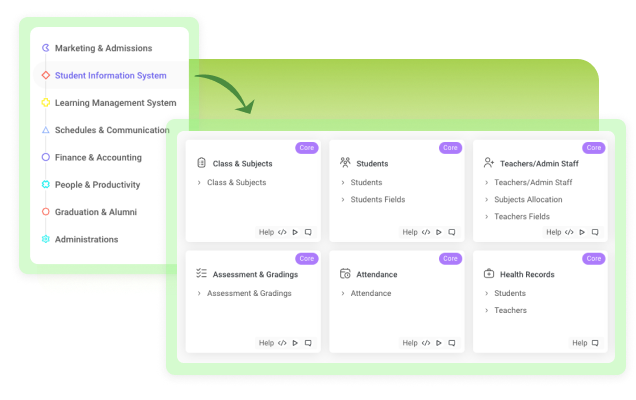 Marketing & Admissions
Student Information System
Learning Management System
Schedules & Communication
Finance & Accounting
People & Productivity
Graduation & Alumni
Administrations
Core
Class & Subjects
Class & Subjects
Help
Core
Students
Students
Students Fields
Help
Core
Teachers/Admin Staff
Teachers/Admin Staff
Subjects Allocation
Teachers Fields
Help
Core
Assessment & Gradings
Assessment & Gradings
Help
Core
Attendance
Attendance
Help
Core
Health Records
Students
Teachers
Help